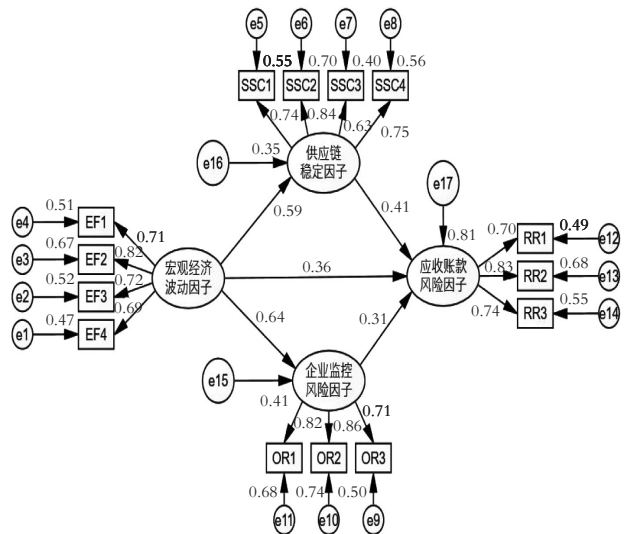 e5 e6 e7 e8
0.55 0.70 0.40 0.56
SSC1 SSC2 SSC3 SSC4
0.74 0.84 0.63 0.75
e16 0.35
供应链
稳定因子
e17
0.59 0.41 0.81
e4 0.51 EF1 0.71
e3 0.67 EF2 0.82
e2 0.52 EF3 0.72
e1 0.47 EF4 0.69
宏观经济
波动因子
0.36
应收账款
风险因子
0.70 RR1 0.49 e12
0.83 RR2 0.68 e13
0.74 RR3 0.55 e14
0.64 0.31
e15 0.41
企业监控
风险因子
0.82 0.86 0.71
OR1 OR2 OR3
0.68 0.74 0.50
e11 e10 e9